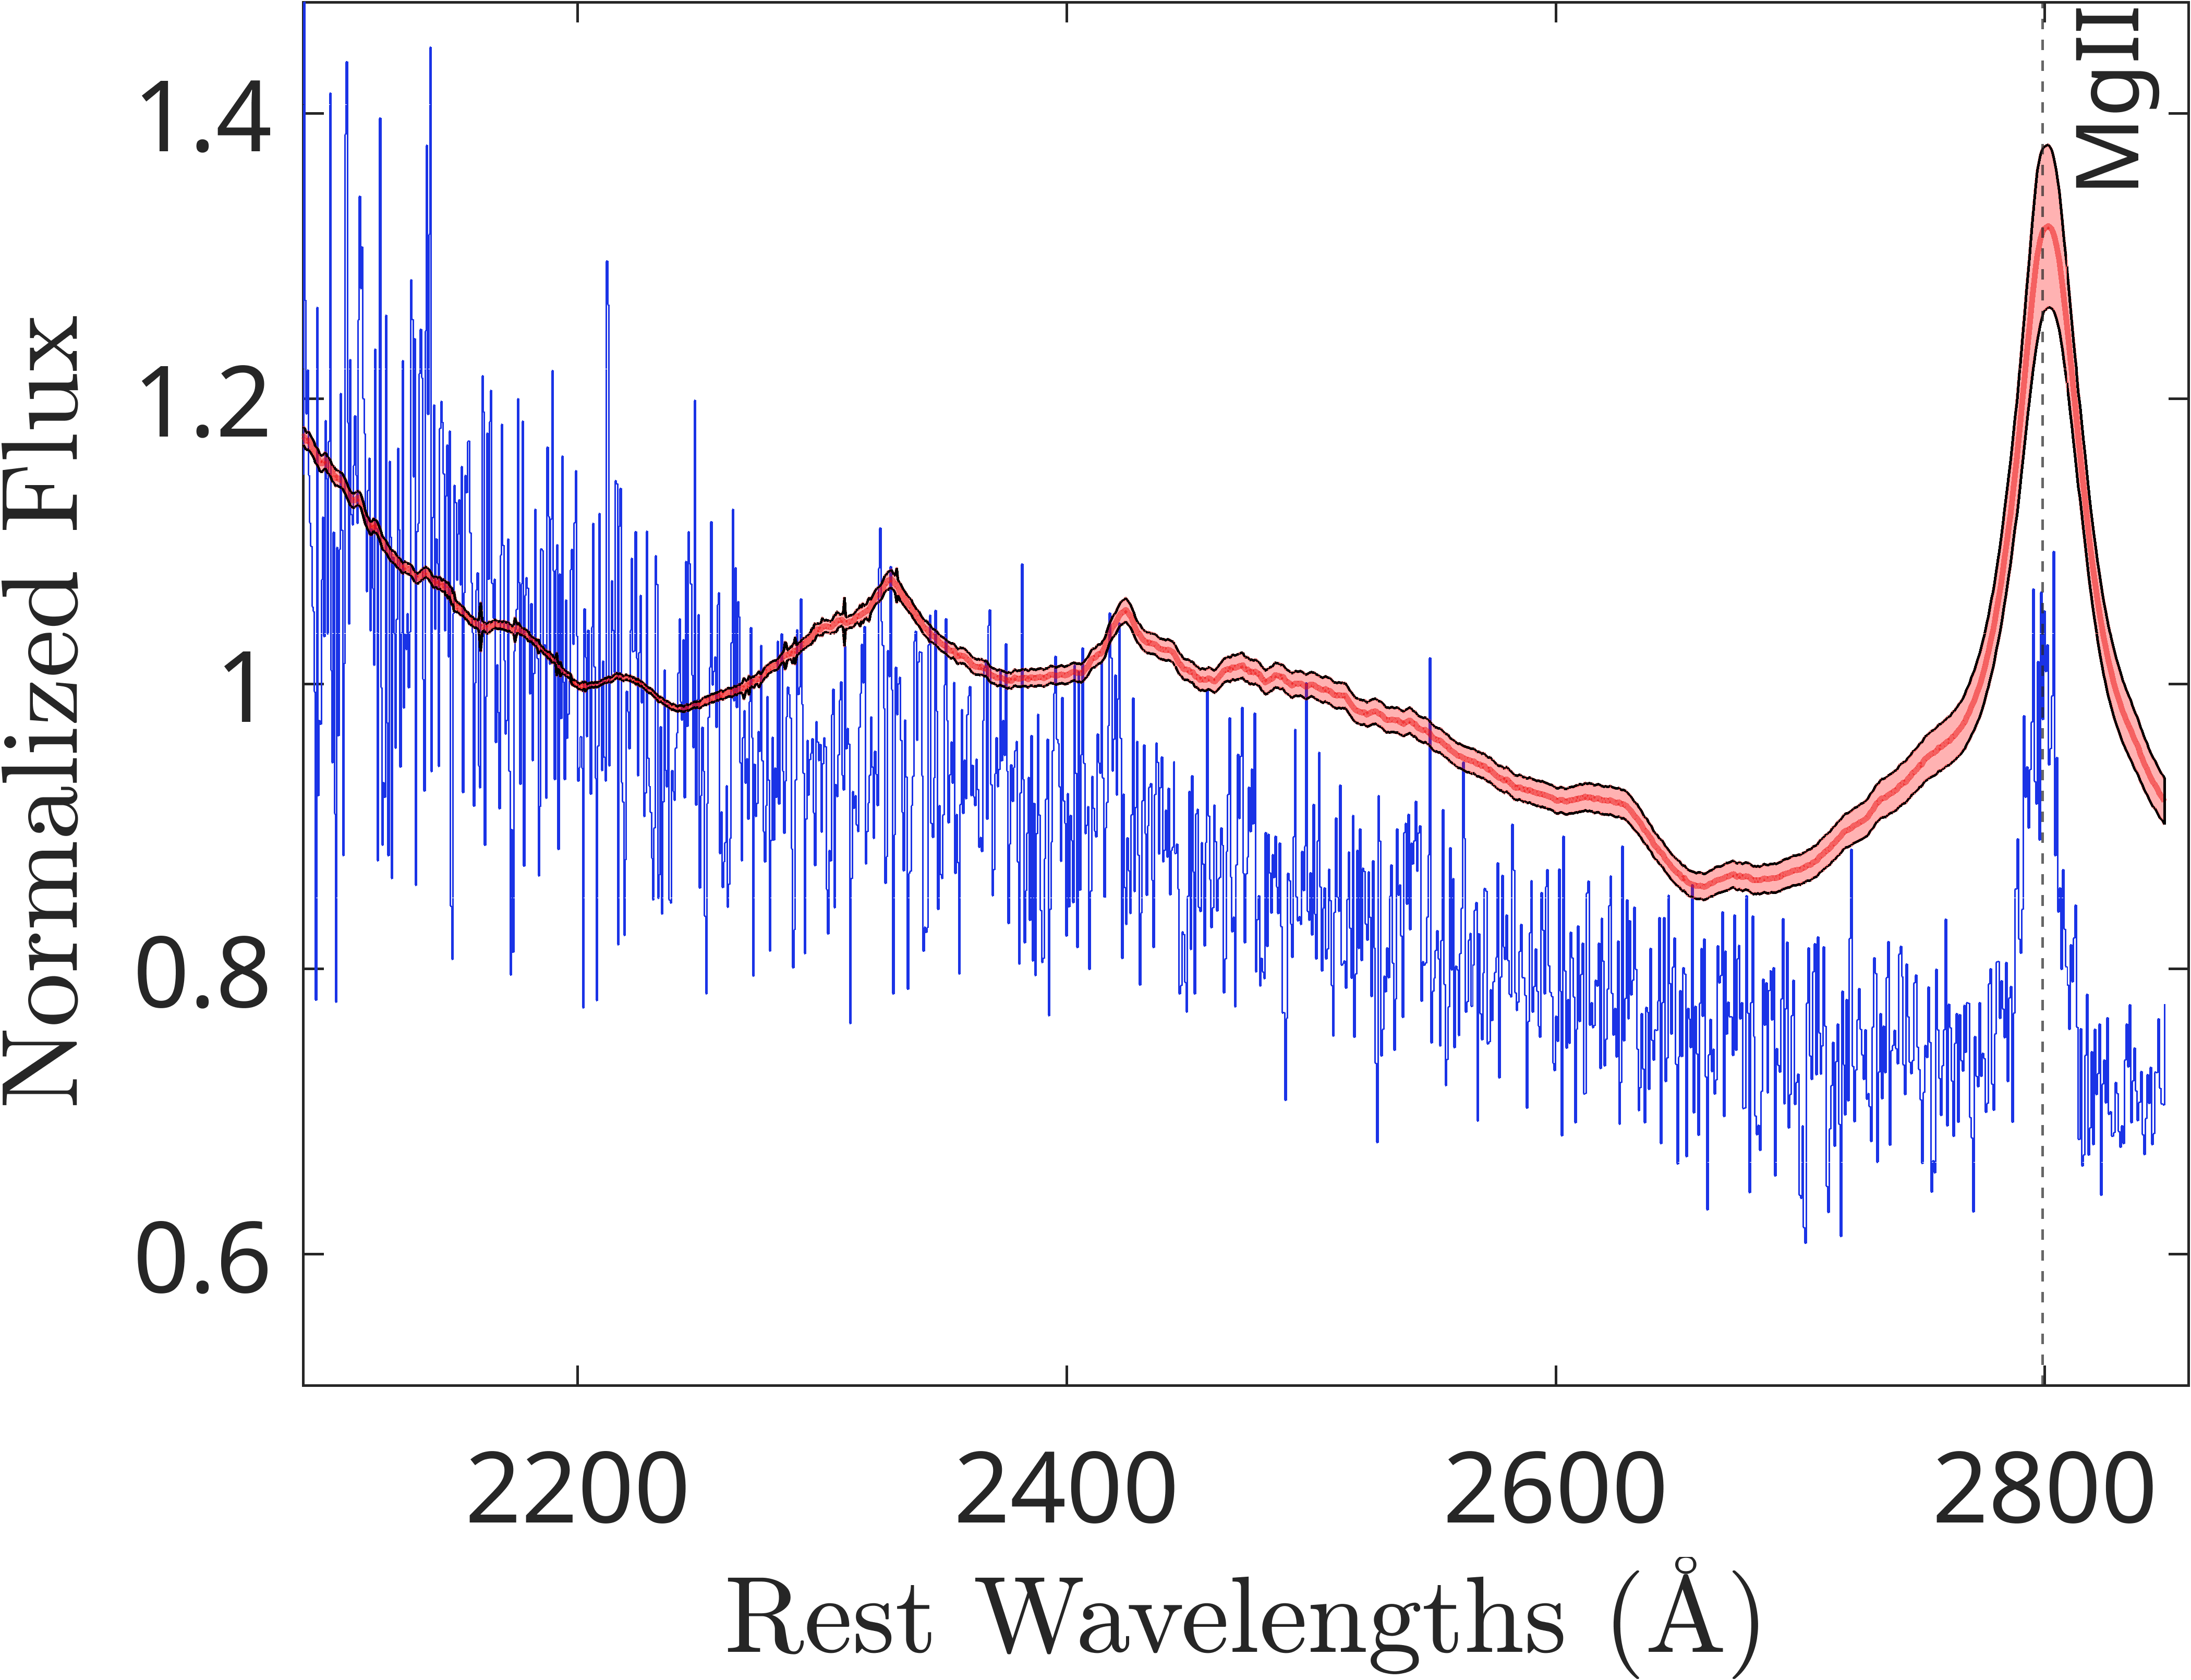 Normalized Flux
1.4
1.2
1
0.8
0.6
MgII
2200 2400 2600 2800
Rest Wavelengths (Å)